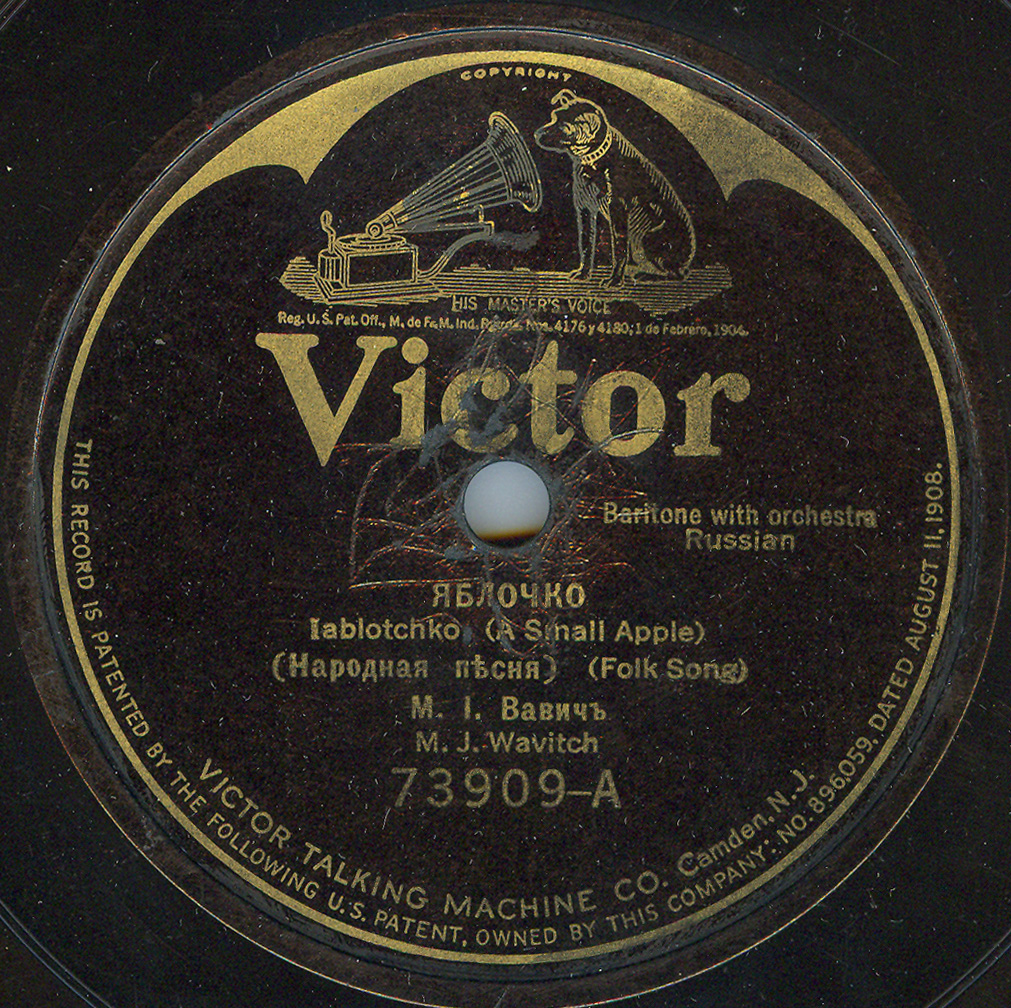 COPYRIGHT
HIS MASTER'S VOICE
Reg. U. S. Pat. Off., M. de F. & M. Ind. Regda. Nos. 4176 y 4180; 1 de Febrero, 1904.
Victor
Baritone with orchestra
Russian
ЯБЛОЧКО
Iablotchko (A Small Apple)
(Народная пѣсня) (Folk Song)
М. І. Вавичъ
M. J. Wavitch
73909-A
VICTOR TALKING MACHINE CO. Camden, N. J.
THIS RECORD IS PATENTED BY THE FOLLOWING U.S. PATENT, OWNED BY THIS COMPANY: NO. 896,059, DATED AUGUST 11, 1908.